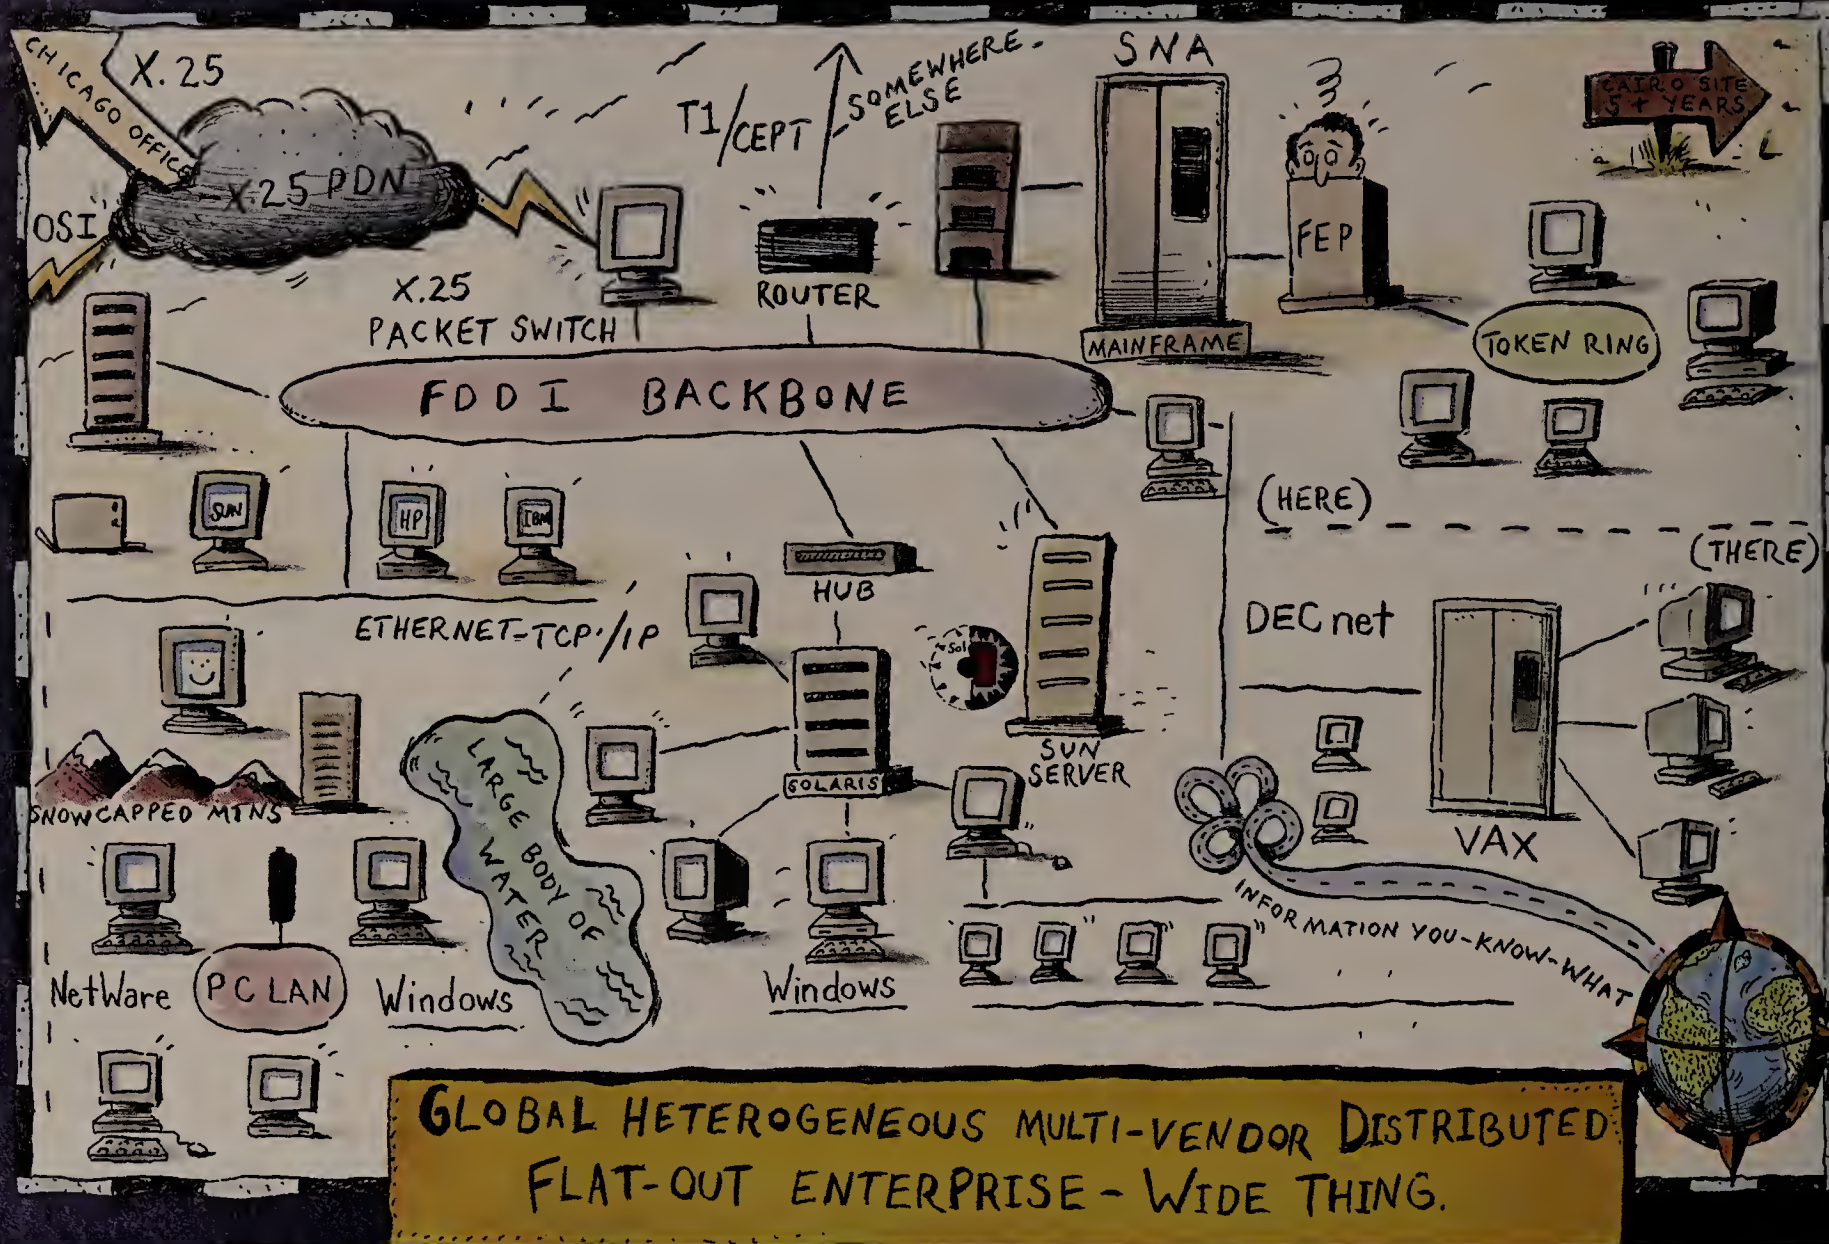 CHICAGO OFFICE
X.25
X.25 PDN
OSI
T1/CEPT
SOMEWHERE
ELSE
SNA
CAIRO SITE
5+ YEARS
FEP
X.25
PACKET SWITCH
ROUTER
MAINFRAME
TOKEN RING
FDDI BACKBONE
SUN
HP
IBM
(HERE)
(THERE)
HUB
ETHERNET-TCP/IP
DECnet
Sol
SUN
SERVER
SOLARIS
SNOWCAPPED MTNS
LARGE BODY OF
WATER
VAX
INFORMATION YOU-KNOW-WHAT
NetWare
PC LAN
Windows
Windows
GLOBAL HETEROGENEOUS MULTI-VENDOR DISTRIBUTED
FLAT-OUT ENTERPRISE-WIDE THING.